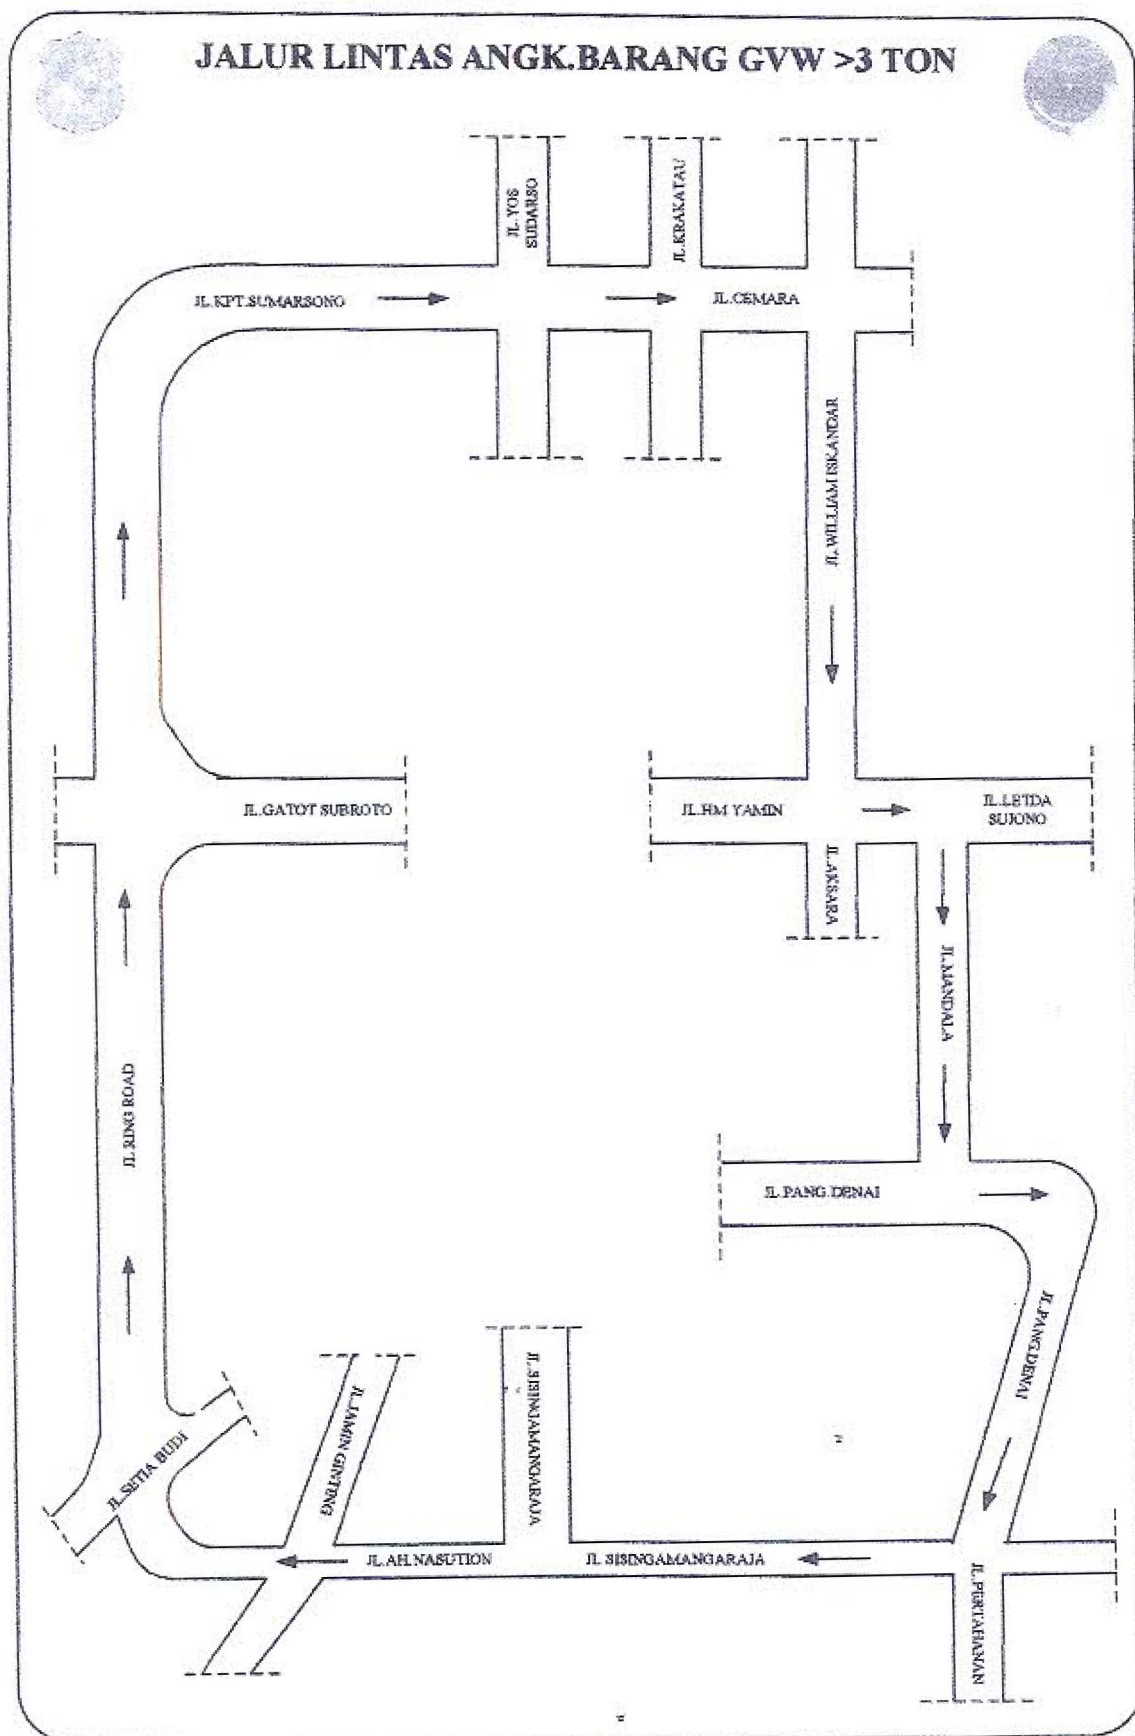 JALUR LINTAS ANGK.BARANG GVW >3 TON
JL.YOS
SUDARSO
JL.KRAKATAU
JL.KPT.SUMARSONO
JL.CEMARA
JL.WILLIAM ISKANDAR
JL.GATOT SUBROTO
JL.HM YAMIN
JL.LETDA
SUJONO
JL.AKSARA
JL.MANDALA
JL.RING ROAD
JL.PANG.DENAI
JL.PANG.DENAI
JL.SISINGAMANGARAJA
JL.JAMIN GINTING
JL.SETIA BUDI
JL.AH.NASUTION
JL SISINGAMANGARAJA
JL.PERTAHANAN